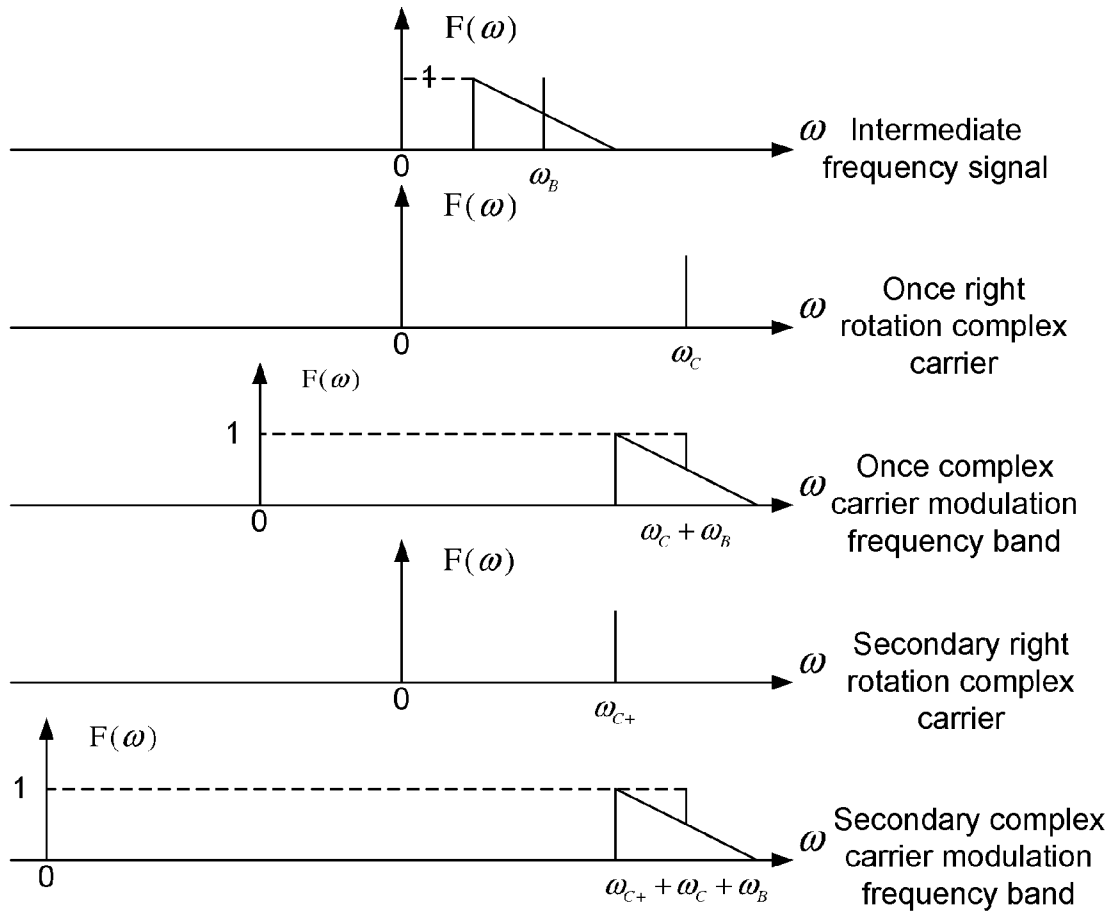 F(ω)
1
0
ω_B
ω
Intermediate
frequency signal
F(ω)
0
ω_C
ω
Once right
rotation complex
carrier
F(ω)
1
0
ω_C + ω_B
ω
Once complex
carrier modulation
frequency band
F(ω)
0
ω_C+
ω
Secondary right
rotation complex
carrier
F(ω)
1
0
ω_C+ + ω_C + ω_B
ω
Secondary complex
carrier modulation
frequency band